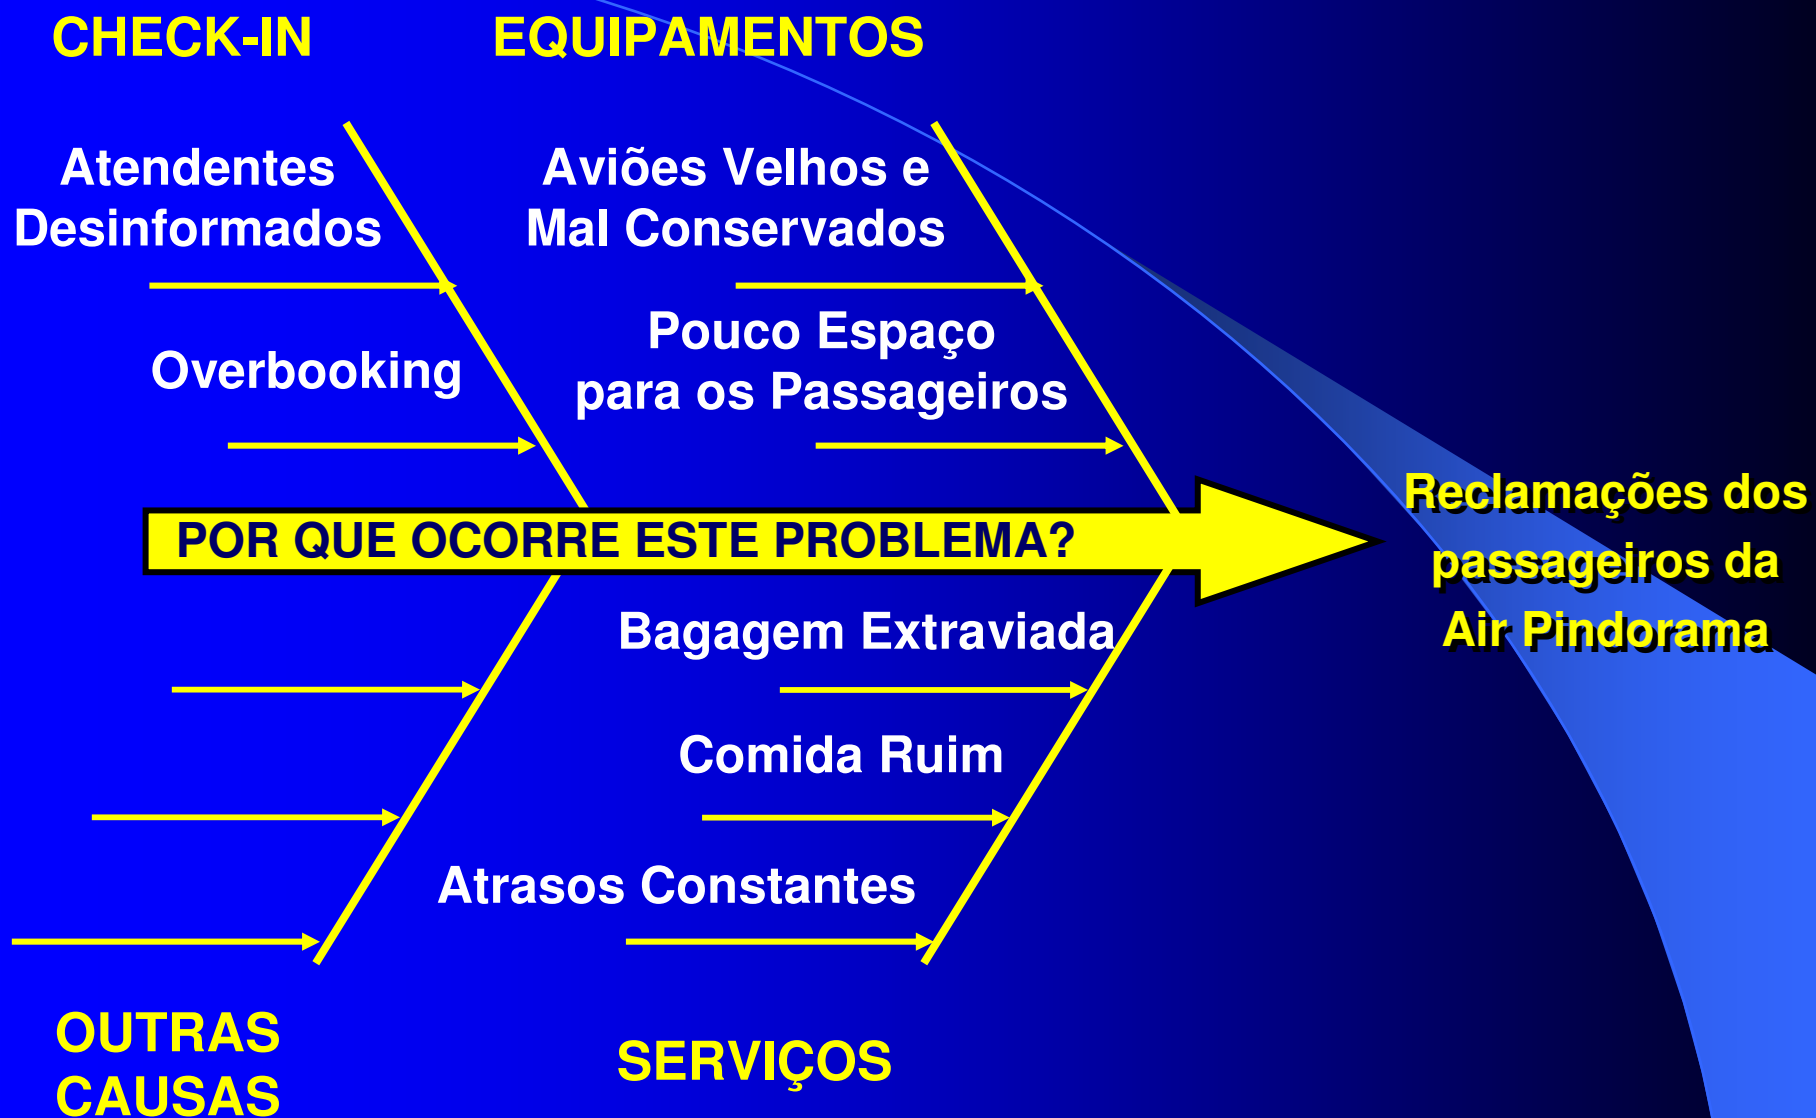 CHECK-IN
EQUIPAMENTOS
Atendentes
Desinformados
Aviões Velhos e
Mal Conservados
Overbooking
Pouco Espaço
para os Passageiros
POR QUE OCORRE ESTE PROBLEMA?
Reclamações dos
passageiros da
Air Pindorama
Bagagem Extraviada
Comida Ruim
Atrasos Constantes
OUTRAS
CAUSAS
SERVIÇOS